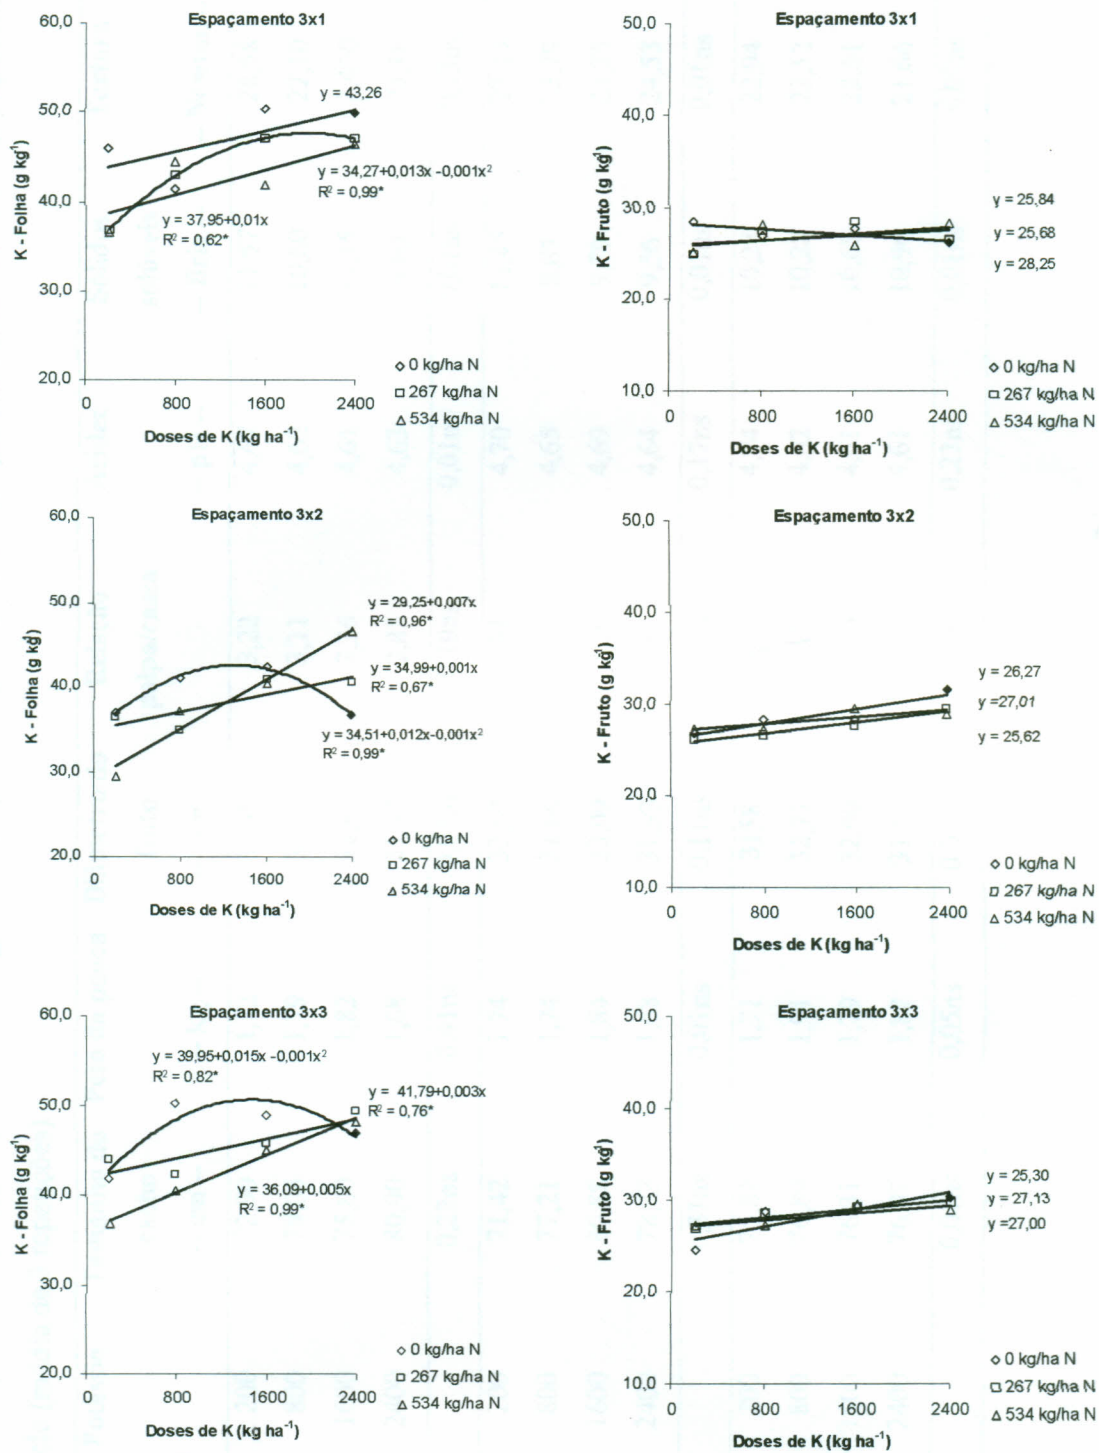 Espaçamento 3x1
60,0
50,0
40,0
30,0
20,0
K - Folha (g kg⁻¹)
y = 43,26
y = 34,27+0,013x -0,001x²
R² = 0,99*
y = 37,95+0,01x
R² = 0,62*
0 kg/ha N
267 kg/ha N
534 kg/ha N
0 800 1600 2400
Doses de K (kg ha⁻¹)
Espaçamento 3x1
50,0
40,0
30,0
20,0
10,0
K - Fruto (g kg⁻¹)
y = 25,84
y = 25,68
y = 28,25
0 kg/ha N
267 kg/ha N
534 kg/ha N
0 800 1600 2400
Doses de K (kg ha⁻¹)
Espaçamento 3x2
60,0
50,0
40,0
30,0
20,0
K - Folha (g kg⁻¹)
y = 29,25+0,007x
R² = 0,96*
y = 34,99+0,001x
R² = 0,67*
y = 34,51+0,012x-0,001x²
R² = 0,99*
0 kg/ha N
267 kg/ha N
534 kg/ha N
0 800 1600 2400
Doses de K (kg ha⁻¹)
Espaçamento 3x2
50,0
40,0
30,0
20,0
10,0
K - Fruto (g kg⁻¹)
y = 26,27
y =27,01
y = 25,62
0 kg/ha N
267 kg/ha N
534 kg/ha N
0 800 1600 2400
Doses de K (kg ha⁻¹)
Espaçamento 3x3
60,0
50,0
40,0
30,0
20,0
K - Folha (g kg⁻¹)
y = 39,95+0,015x -0,001x²
R² = 0,82*
y = 41,79+0,003x
R² = 0,76*
y = 36,09+0,005x
R² = 0,99*
0 kg/ha N
267 kg/ha N
534 kg/ha N
0 800 1600 2400
Doses de K (kg ha⁻¹)
Espaçamento 3x3
50,0
40,0
30,0
20,0
10,0
K - Fruto (g kg⁻¹)
y = 25,30
y = 27,13
y =27,00
0 kg/ha N
267 kg/ha N
534 kg/ha N
0 800 1600 2400
Doses de K (kg ha⁻¹)